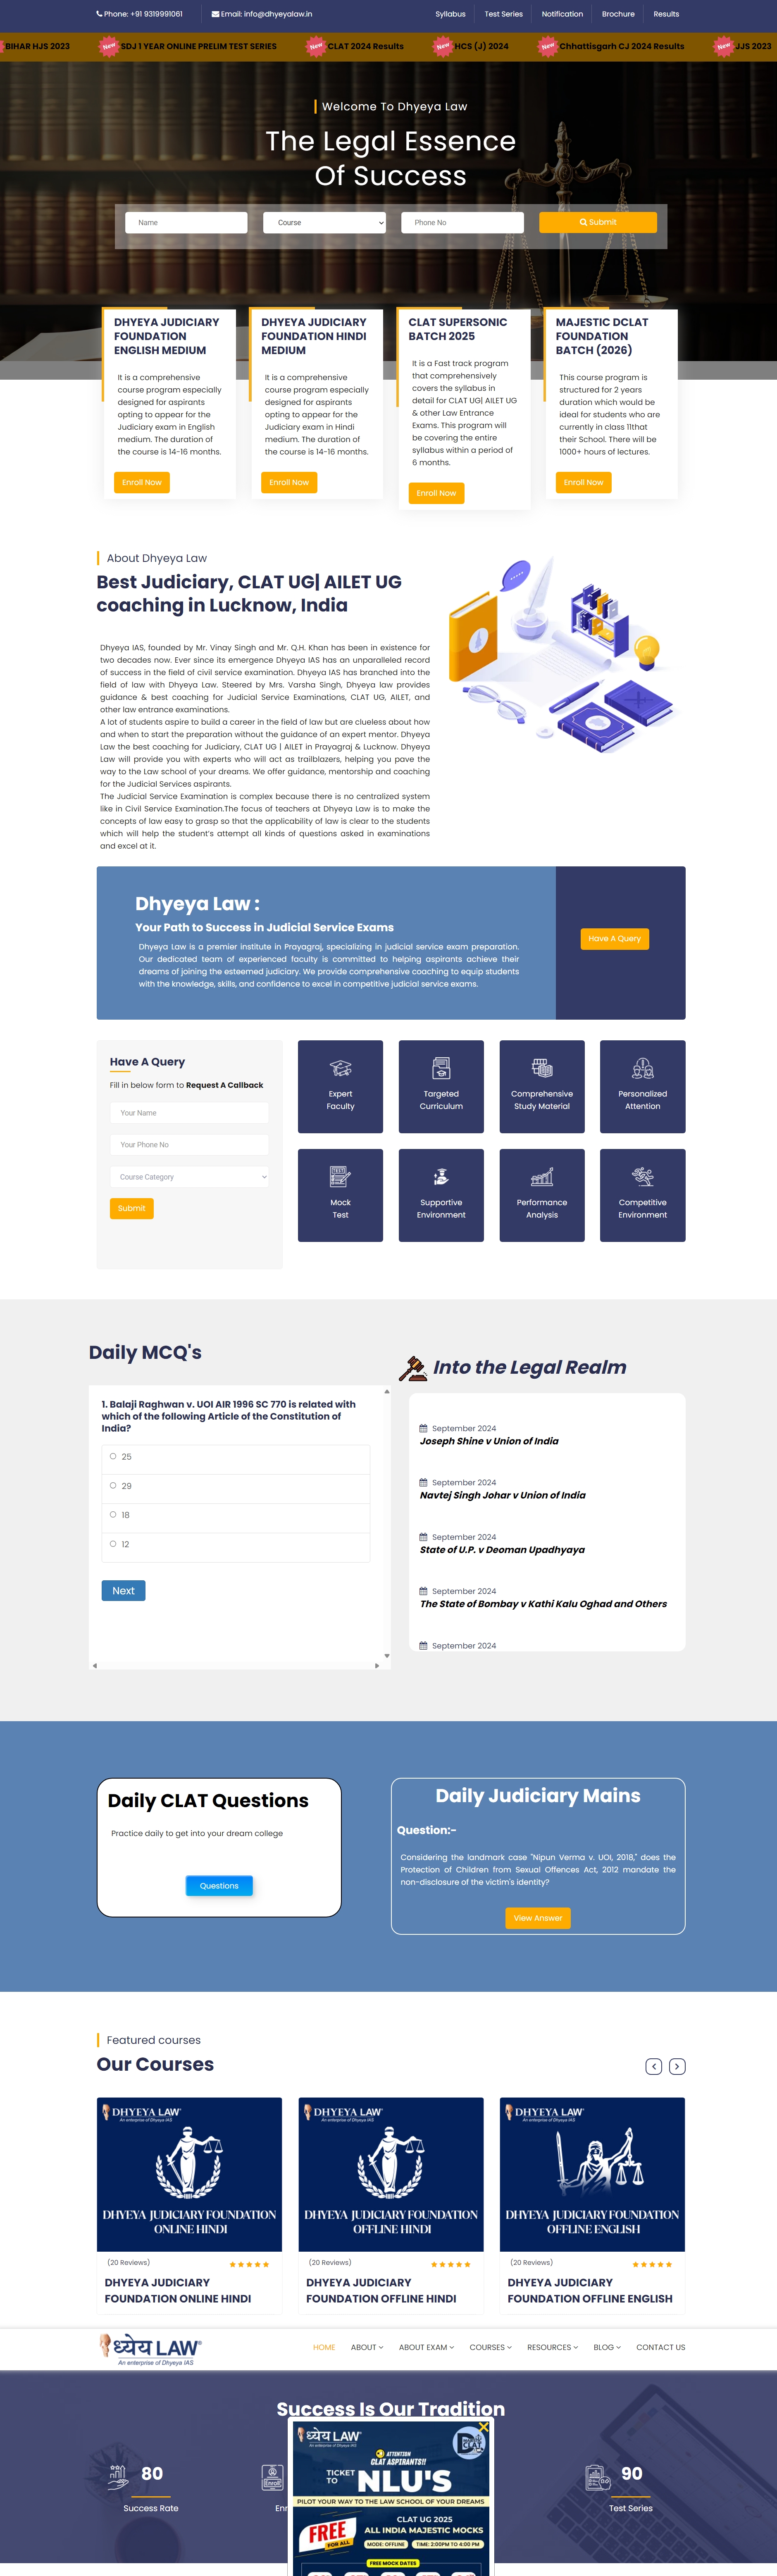 Phone: +91 9319991061
Email: info@dhyeyalaw.in
Syllabus
Test Series
Notification
Brochure
Results
BIHAR HJS 2023
New
SDJ 1 YEAR ONLINE PRELIM TEST SERIES
New
CLAT 2024 Results
New
HCS (J) 2024
New
Chhattisgarh CJ 2024 Results
New
JJS 2023
Welcome To Dhyeya Law
The Legal Essence
Of Success
Name
Course
Phone No
Submit
DHYEYA JUDICIARY
FOUNDATION
ENGLISH MEDIUM
It is a comprehensive
course program especially
designed for aspirants
opting to appear for the
Judiciary exam in English
medium. The duration of
the course is 14-16 months.
Enroll Now
DHYEYA JUDICIARY
FOUNDATION HINDI
MEDIUM
It is a comprehensive
course program especially
designed for aspirants
opting to appear for the
Judiciary exam in Hindi
medium. The duration of
the course is 14-16 months.
Enroll Now
CLAT SUPERSONIC
BATCH 2025
It is a Fast track program
that comprehensively
covers the syllabus in
detail for CLAT UG| AILET UG
& other Law Entrance
Exams. This program will
be covering the entire
syllabus within a period of
6 months.
Enroll Now
MAJESTIC DCLAT
FOUNDATION
BATCH (2026)
This course program is
structured for 2 years
duration which would be
ideal for students who are
currently in class 11that
their School. There will be
1000+ hours of lectures.
Enroll Now
About Dhyeya Law
Best Judiciary, CLAT UG| AILET UG
coaching in Lucknow, India
Dhyeya IAS, founded by Mr. Vinay Singh and Mr. Q.H. Khan has been in existence for
two decades now. Ever since its emergence Dhyeya IAS has an unparalleled record
of success in the field of civil service examination. Dhyeya IAS has branched into the
field of law with Dhyeya Law. Steered by Mrs. Varsha Singh, Dhyeya law provides
guidance & best coaching for Judicial Service Examinations, CLAT UG, AILET, and
other law entrance examinations.
A lot of students aspire to build a career in the field of law but are clueless about how
and when to start the preparation without the guidance of an expert mentor. Dhyeya
Law the best coaching for Judiciary, CLAT UG | AILET in Prayagraj & Lucknow. Dhyeya
Law will provide you with experts who will act as trailblazers, helping you pave the
way to the Law school of your dreams. We offer guidance, mentorship and coaching
for the Judicial Services aspirants.
The Judicial Service Examination is complex because there is no centralized system
like in Civil Service Examination.The focus of teachers at Dhyeya Law is to make the
concepts of law easy to grasp so that the applicability of law is clear to the students
which will help the student's attempt all kinds of questions asked in examinations
and excel at it.
Dhyeya Law :
Your Path to Success in Judicial Service Exams
Dhyeya Law is a premier institute in Prayagroj, specializing in judicial service exam preparation.
Our dedicated team of experienced faculty is committed to helping aspirants achieve their
dreams of joining the esteemed judiciary. We provide comprehensive coaching to equip students
with the knowledge, skills, and confidence to excel in competitive judicial service exams.
Have A Query
Have A Query
Fill in below form to Request A Callback
Your Name
Your Phone No
Course Category
Submit
Expert
Faculty
Targeted
Curriculum
Comprehensive
Study Material
Personalized
Attention
Mock
Test
Supportive
Environment
Performance
Analysis
Competitive
Environment
Daily MCQ's
1. Balaji Raghwan v. UOI AIR 1996 SC 770 is related with
which of the following Article of the Constitution of
India?
25
29
18
12
Next
Into the Legal Realm
September 2024
Joseph Shine v Union of India
September 2024
Navtej Singh Johar v Union of India
September 2024
State of U.P. v Deoman Upadhyaya
September 2024
The State of Bombay v Kathi Kalu Oghad and Others
September 2024
Daily CLAT Questions
Practice daily to get into your dream college
Questions
Daily Judiciary Mains
Question:-
Considering the landmark case "Nipun Verma v. UOI, 2018," does the
Protection of Children from Sexual Offences Act, 2012 mandate the
non-disclosure of the victim's identity?
View Answer
Featured courses
Our Courses
DHYEYA LAW
An enterprise of Dhyeya IAS
DHYEYA JUDICIARY FOUNDATION
ONLINE HINDI
(20 Reviews)
DHYEYA JUDICIARY
FOUNDATION ONLINE HINDI
DHYEYA LAW
An enterprise of Dhyeya IAS
DHYEYA JUDICIARY FOUNDATION
OFFLINE HINDI
(20 Reviews)
DHYEYA JUDICIARY
FOUNDATION OFFLINE HINDI
DHYEYA LAW
An enterprise of Dhyeya IAS
DHYEYA JUDICIARY FOUNDATION
OFFLINE ENGLISH
(20 Reviews)
DHYEYA JUDICIARY
FOUNDATION OFFLINE ENGLISH
ध्येय LAW
An enterprise of Dhyeya IAS
HOME
ABOUT
ABOUT EXAM
COURSES
RESOURCES
BLOG
CONTACT US
Success Is Our Tradition
80
Success Rate
Enr
90
Test Series
ध्येय LAW
An enterprise of Dhyeya IAS
ATTENTION
CLAT ASPIRANTS!!
TICKET
TO
NLU'S
PILOT YOUR WAY TO THE LAW SCHOOL OF YOUR DREAMS
FREE
FOR ALL
CLAT UG 2025
ALL INDIA MAJESTIC MOCKS
MODE: OFFLINE
TIME: 2:00PM TO 4:00 PM
FREE MOCK DATES